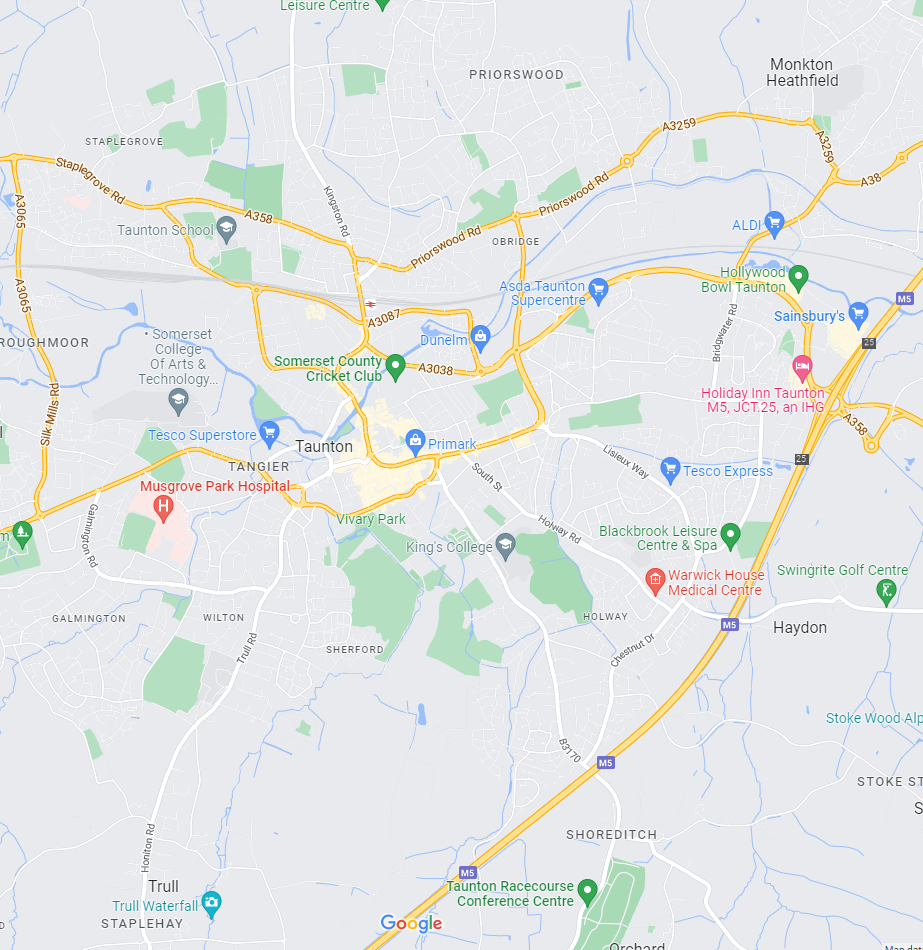 Leisure Centre
PRIORSWOOD
Monkton
Heathfield
A3259
STAPLEGROVE
A3259
Staplegrove Rd
A38
A3065
Kingston Rd
A358
Priorswood Rd
Taunton School
Priorswood Rd
OBRIDGE
ALDI
Hollywood
Bowl Taunton
A3065
Asda Taunton
Supercentre
M5
A3087
Sainsbury's
Bridgwater Rd
ROUGHMOOR
• Somerset
College
Of Arts &
Technology...
Dunelm
25
Somerset County
Cricket Club
A3038
Holiday Inn Taunton
M5, JCT.25, an IHG
Silk Mills Rd
A358
Tesco Superstore
Taunton
Primark
TANGIER
Lisieux Way
25
Tesco Express
Musgrove Park Hospital
South St
Galmington Rd
Vivary Park
Holway Rd
King's College
Blackbrook Leisure
Centre & Spa
m
Swingrite Golf Centre
Warwick House
Medical Centre
GALMINGTON
WILTON
HOLWAY
M5
Haydon
Trull Rd
SHERFORD
Chestnut Dr
Stoke Wood Alp
B3170
M5
STOKE ST
S
Honiton Rd
SHOREDITCH
M5
Trull
Taunton Racecourse
Conference Centre
Trull Waterfall
STAPLEHAY
D
Google
Orchard
Map dat